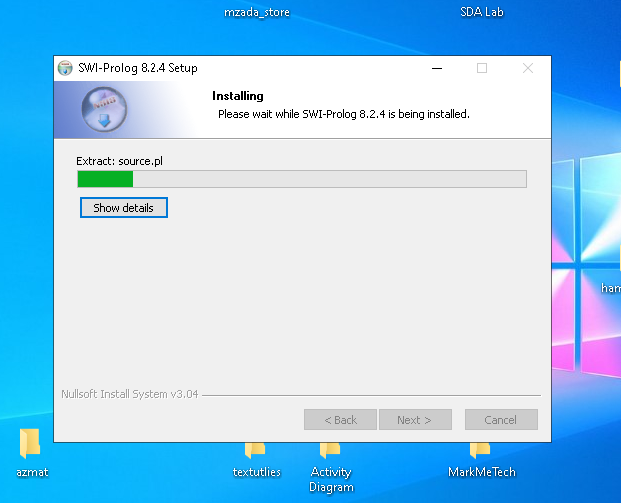 mzada_store
SDA Lab
SWI-Prolog 8.2.4 Setup
Installing
Please wait while SWI-Prolog 8.2.4 is being installed.
Extract: source.pl
Show details
ham
Nullsoft Install System v3.04
< Back
Next >
Cancel
azmat
textutlies
Activity
Diagram
MarkMeTech